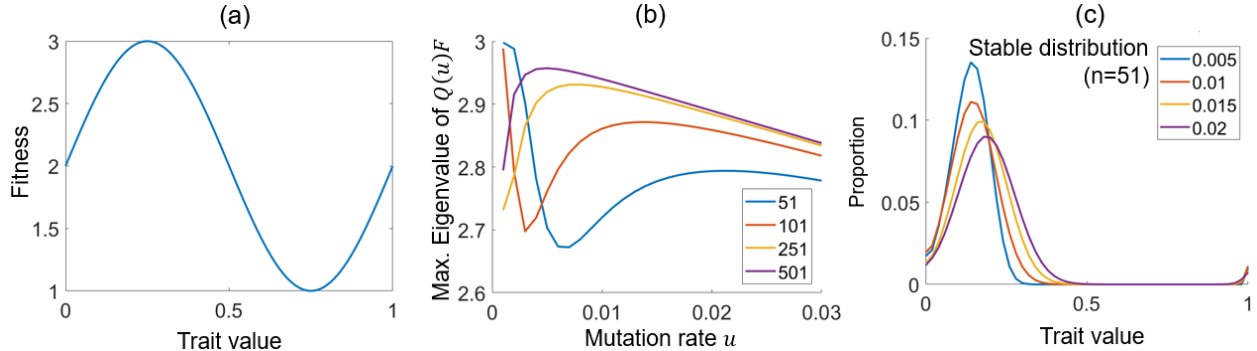 (a)
3
2.5
2
1.5
1
0
0.5
1
Fitness
Trait value
(b)
3
2.9
2.8
2.7
2.6
0
0.01
0.02
0.03
Max. Eigenvalue of Q(u)F
Mutation rate u
51
101
251
501
(c)
0.15
0.1
0.05
0
0
0.5
1
Proportion
Trait value
Stable distribution
(n=51)
0.005
0.01
0.015
0.02